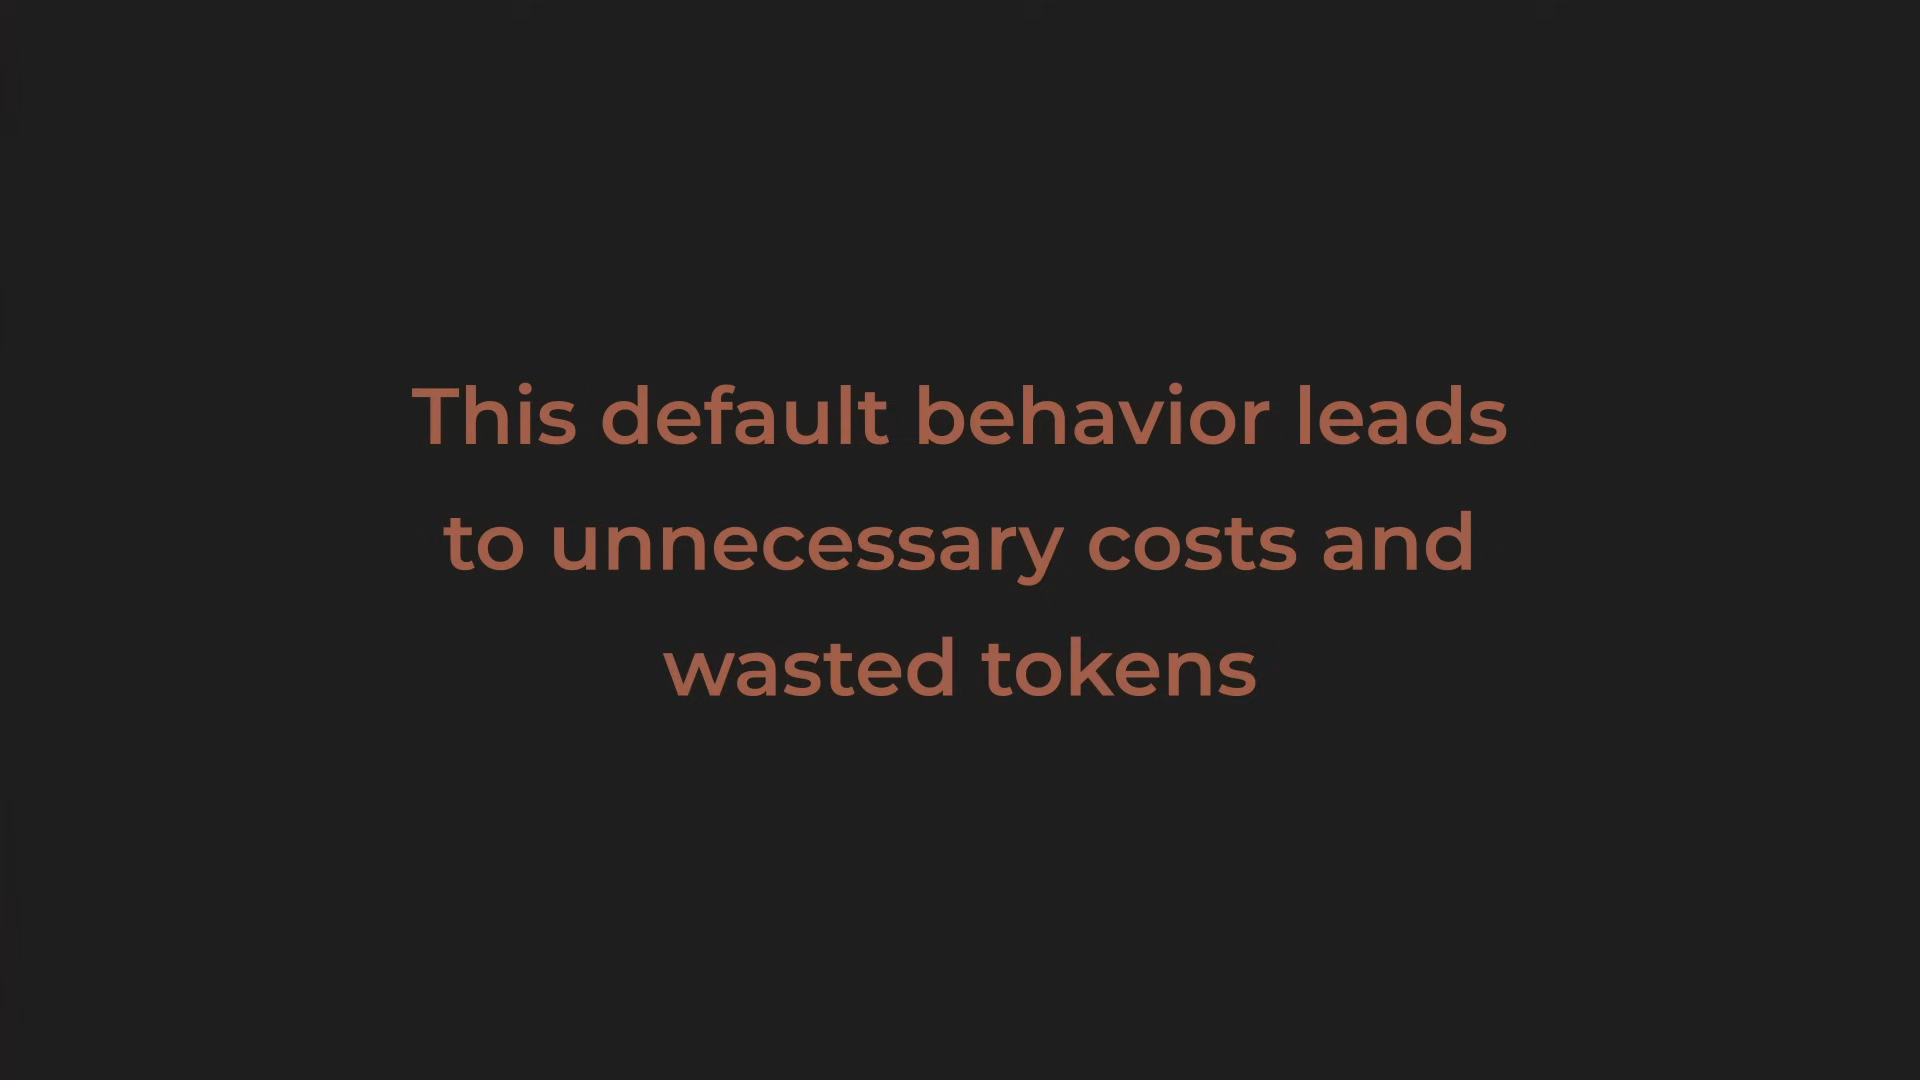 This default behavior leads
to unnecessary costs and
wasted tokens